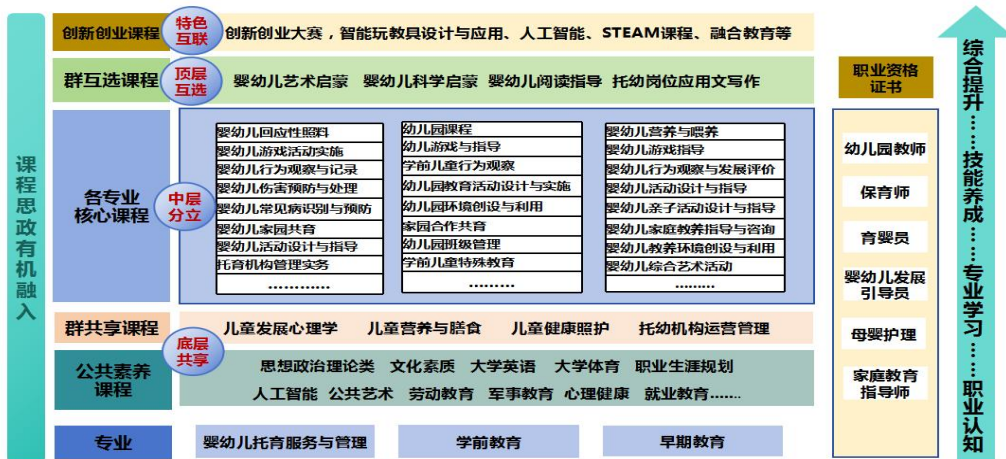 课程思政有机融入
创新创业课程
特色
互联
创新创业大赛，智能玩教具设计与应用、人工智能、STEAM课程、融合教育等
群互选课程
顶层
互选
婴幼儿艺术启蒙 婴幼儿科学启蒙 婴幼儿阅读指导 托幼岗位应用文写作
各专业
核心课程
中层
分立
婴幼儿回应性照料
婴幼儿游戏活动实施
婴幼儿行为观察与记录
婴幼儿伤害预防与处理
婴幼儿常见病识别与预防
婴幼儿家园共育
婴幼儿活动设计与指导
托育机构管理实务
…………
幼儿园课程
幼儿游戏与指导
学前儿童行为观察
幼儿园教育活动设计与实施
幼儿园环境创设与利用
家园合作共育
幼儿园班级管理
学前儿童特殊教育
………
婴幼儿营养与喂养
婴幼儿游戏指导
婴幼儿行为观察与发展评价
婴幼儿活动设计与指导
婴幼儿亲子活动设计与指导
婴幼儿家庭教养指导与咨询
婴幼儿教养环境创设与利用
婴幼儿综合艺术活动
………
群共享课程
底层
共享
儿童发展心理学 儿童营养与膳食 儿童健康照护 托幼机构运营管理
公共素养
课程
思想政治理论类 文化素质 大学英语 大学体育 职业生涯规划
人工智能 公共艺术 劳动教育 军事教育 心理健康 就业教育…….
专业
婴幼儿托育服务与管理
学前教育
早期教育
职业资格
证书
幼儿园教师
保育师
育婴员
婴幼儿发展
引导员
母婴护理
家庭教育
指导师
综合提升……技能养成……专业学习……职业认知